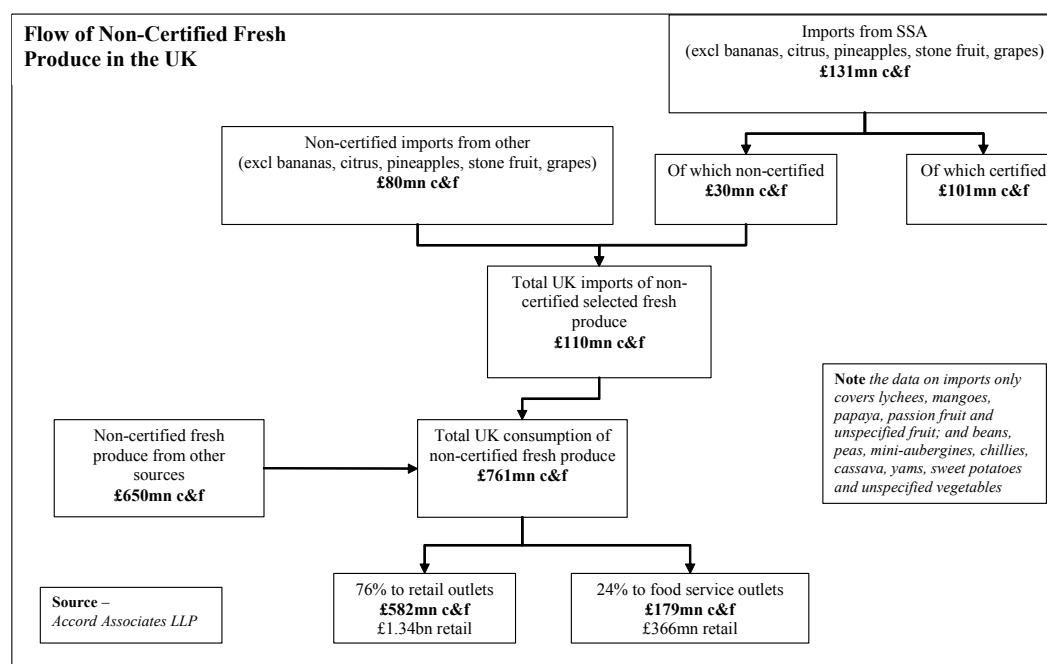 Flow of Non-Certified Fresh
Produce in the UK
Imports from SSA
(excl bananas, citrus, pineapples, stone fruit, grapes)
£131mn c&f
Non-certified imports from other
(excl bananas, citrus, pineapples, stone fruit, grapes)
£80mn c&f
Of which non-certified
£30mn c&f
Of which certified
£101mn c&f
Total UK imports of non-
certified selected fresh
produce
£110mn c&f
Note the data on imports only
covers lychees, mangoes,
papaya, passion fruit and
unspecified fruit; and beans,
peas, mini-aubergines, chillies,
cassava, yams, sweet potatoes
and unspecified vegetables
Non-certified fresh
produce from other
sources
£650mn c&f
Total UK consumption of
non-certified fresh produce
£761mn c&f
76% to retail outlets
£582mn c&f
£1.34bn retail
24% to food service outlets
£179mn c&f
£366mn retail
Source –
Accord Associates LLP